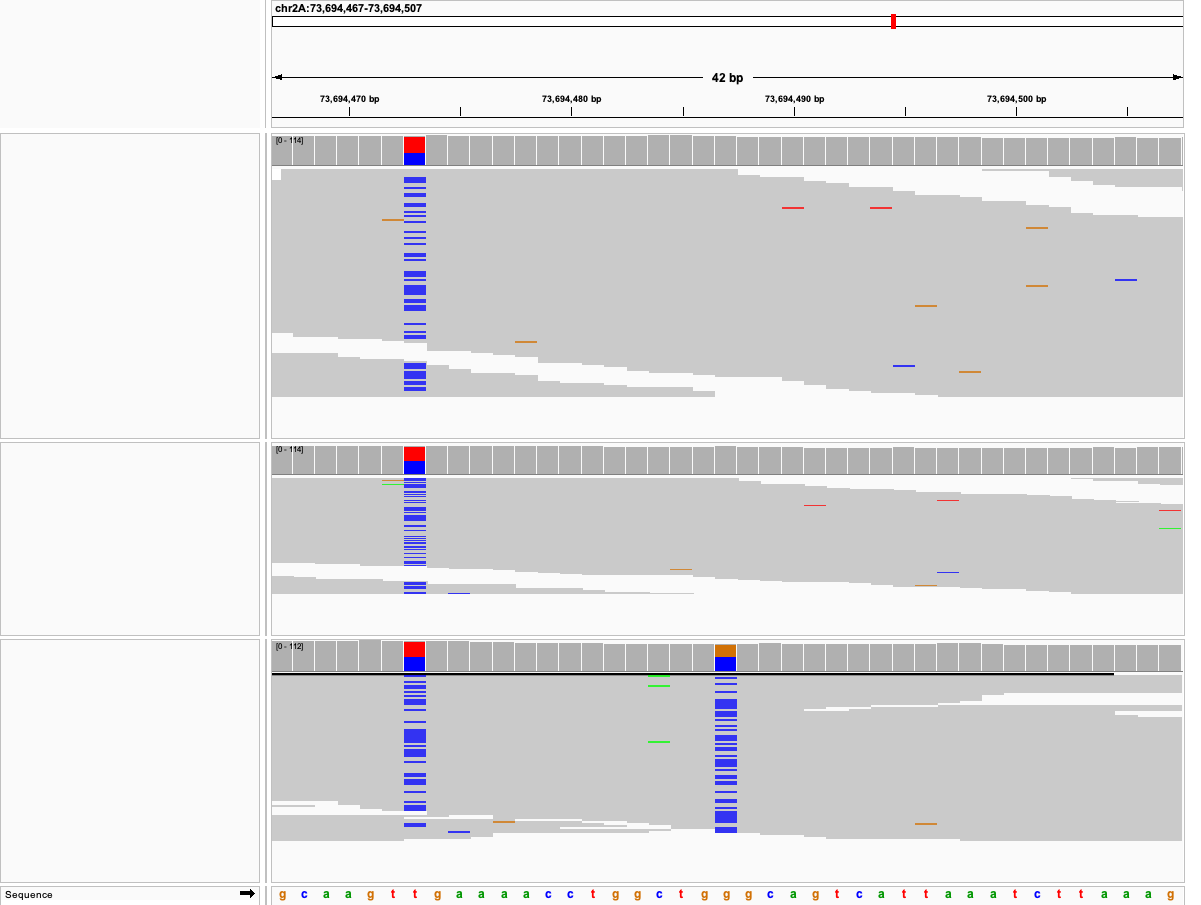 chr2A:73,694,467-73,694,507
42 bp
73,694,470 bp 73,694,480 bp 73,694,490 bp 73,694,500 bp
[0 - 114]
[0 - 114]
[0 - 112]
Sequence g c a a g t t g a a a a c c t g g c t g g g c a g t c a t t a a a t c t t a a a g